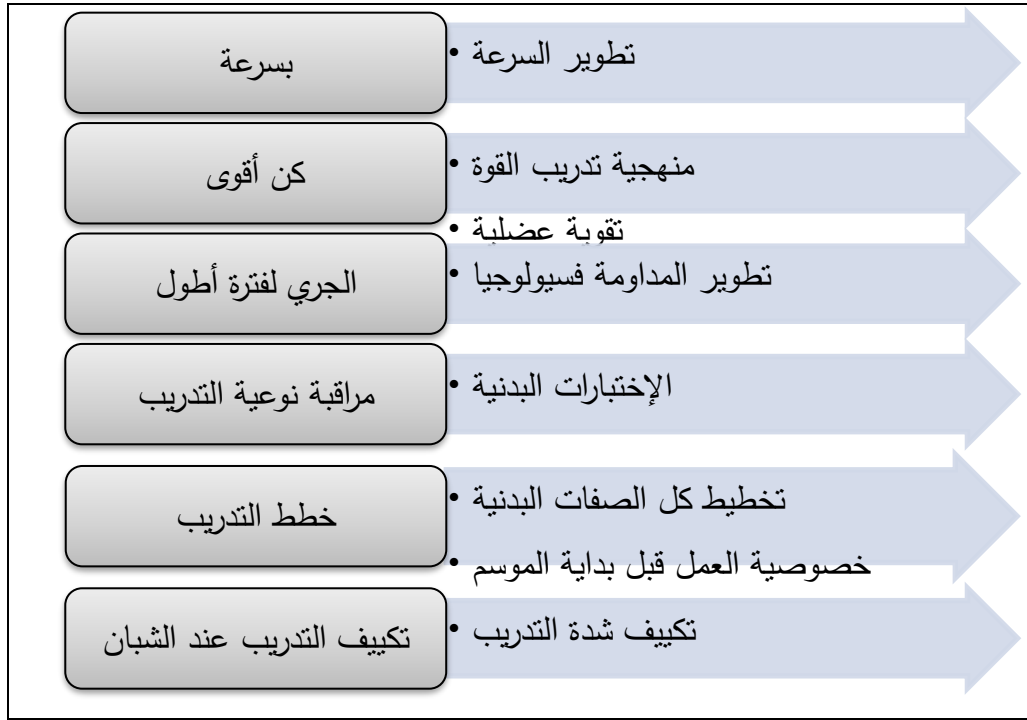 بسرعة
• تطوير السرعة
كن أقوى
• منهجية تدريب القوة
• تقوية عضلية
الجري لفترة أطول
• تطوير المداومة فسيولوجيا
مراقبة نوعية التدريب
• الإختبارات البدنية
خطط التدريب
• تخطيط كل الصفات البدنية
• خصوصية العمل قبل بداية الموسم
تكييف التدريب عند الشبان
• تكييف شدة التدريب